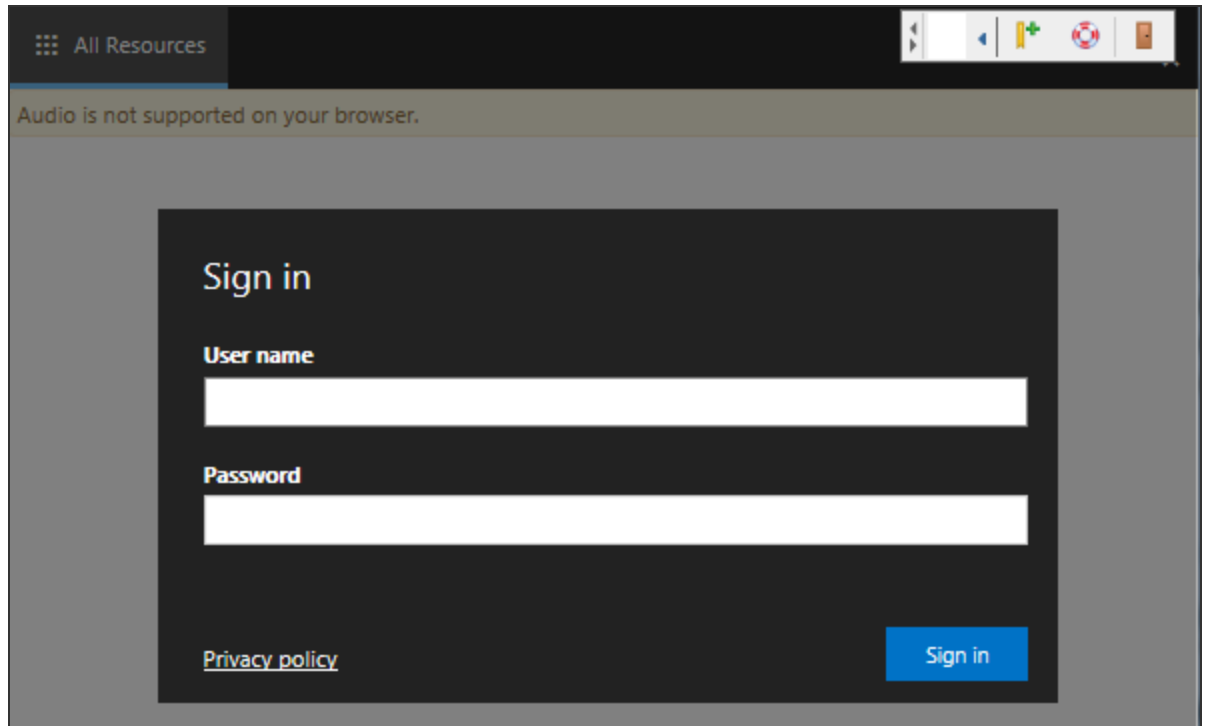 All Resources
Audio is not supported on your browser.
Sign in
User name
Password
Privacy policy
Sign in